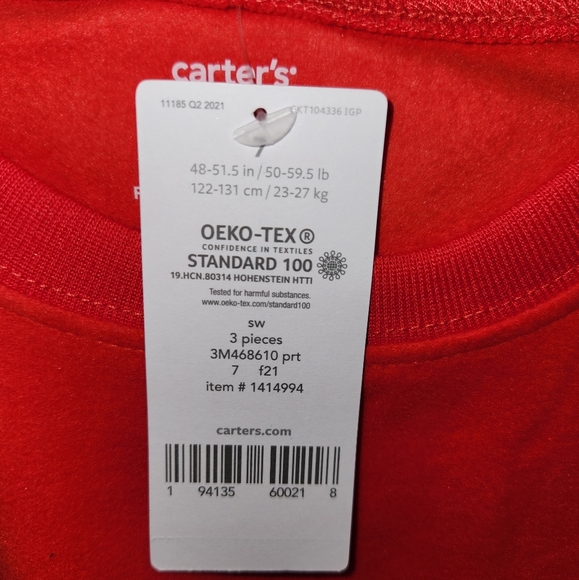 carter's
11185 Q2 2021
CKT104336 IGP
48-51.5 in / 50-59.5 lb
122-131 cm / 23-27 kg
OEKO-TEX®
CONFIDENCE IN TEXTILES
STANDARD 100
19.HCN.80314 HOHENSTEIN HTTI
Tested for harmful substances.
www.oeko-tex.com/standard100
sw
3 pieces
3M468610 prt
7 f21
item # 1414994
carters.com
1 94135 60021 8